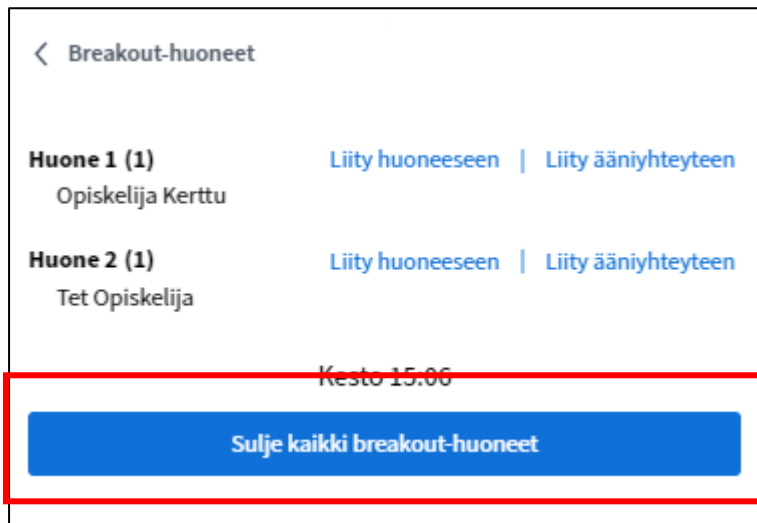 Breakout-huoneet
Huone 1 (1) Liity huoneeseen | Liity ääniyhteyteen
Opiskelija Kerttu
Huone 2 (1) Liity huoneeseen | Liity ääniyhteyteen
Tet Opiskelija
Kesto 15:06
Sulje kaikki breakout-huoneet